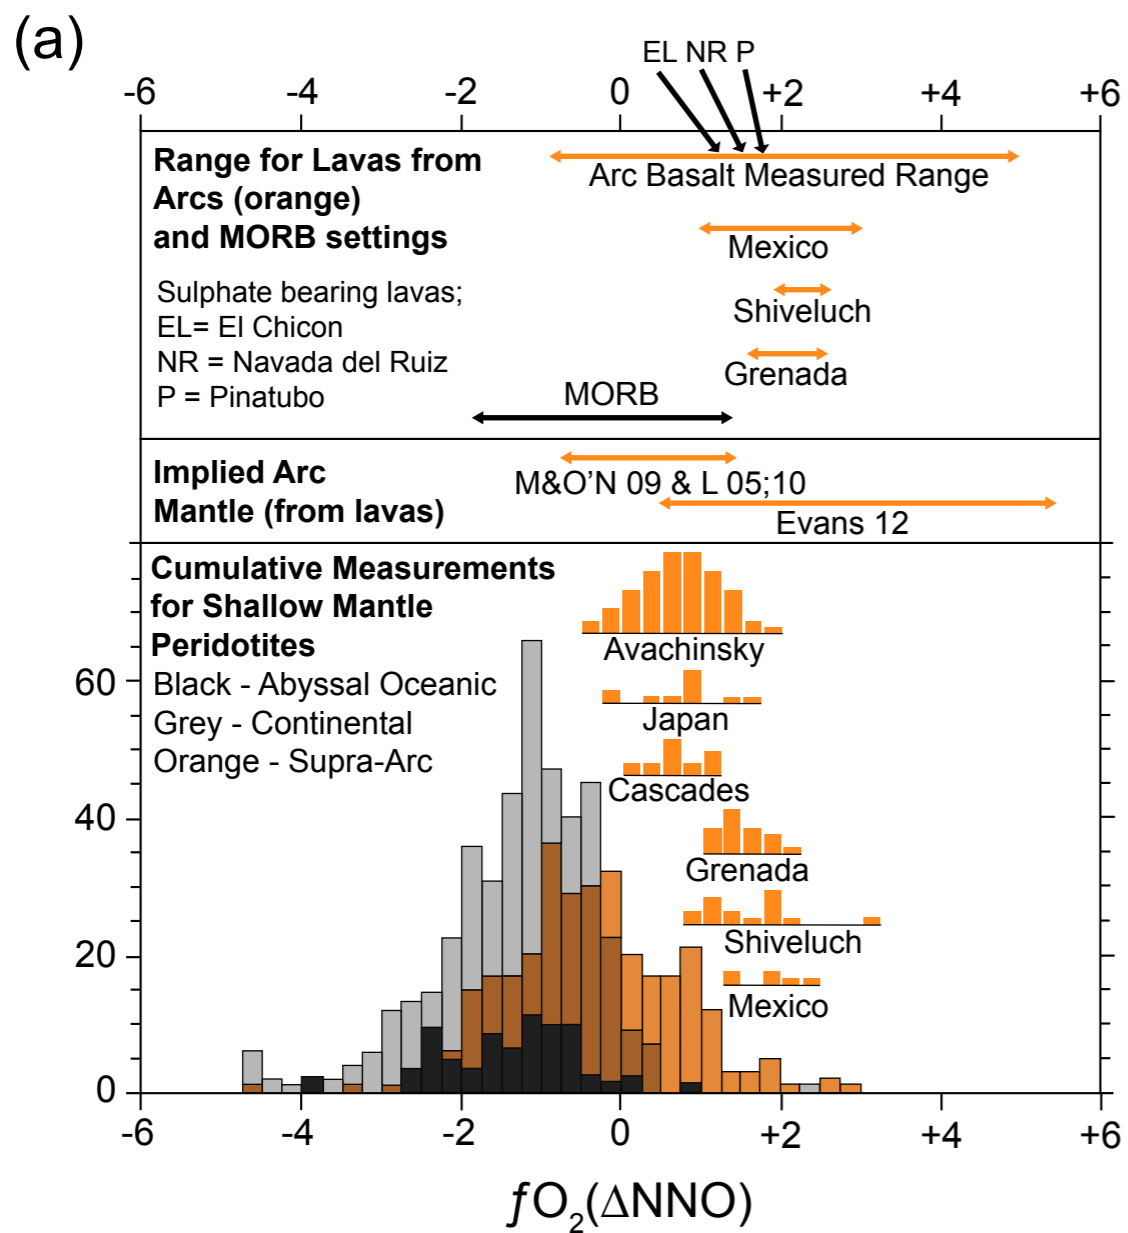 (a)
EL NR P
-6 -4 -2 0 +2 +4 +6
Range for Lavas from
Arcs (orange)
and MORB settings
Arc Basalt Measured Range
Mexico
Sulphate bearing lavas;
EL= El Chicon
NR = Navada del Ruiz
P = Pinatubo
Shiveluch
Grenada
MORB
Implied Arc
Mantle (from lavas)
M&O'N 09 & L 05;10
Evans 12
Cumulative Measurements
for Shallow Mantle
Peridotites
Black - Abyssal Oceanic
Grey - Continental
Orange - Supra-Arc
Avachinsky
Japan
Cascades
Grenada
Shiveluch
Mexico
60
40
20
0
-6 -4 -2 0 +2 +4 +6
ƒO₂(ΔNNO)